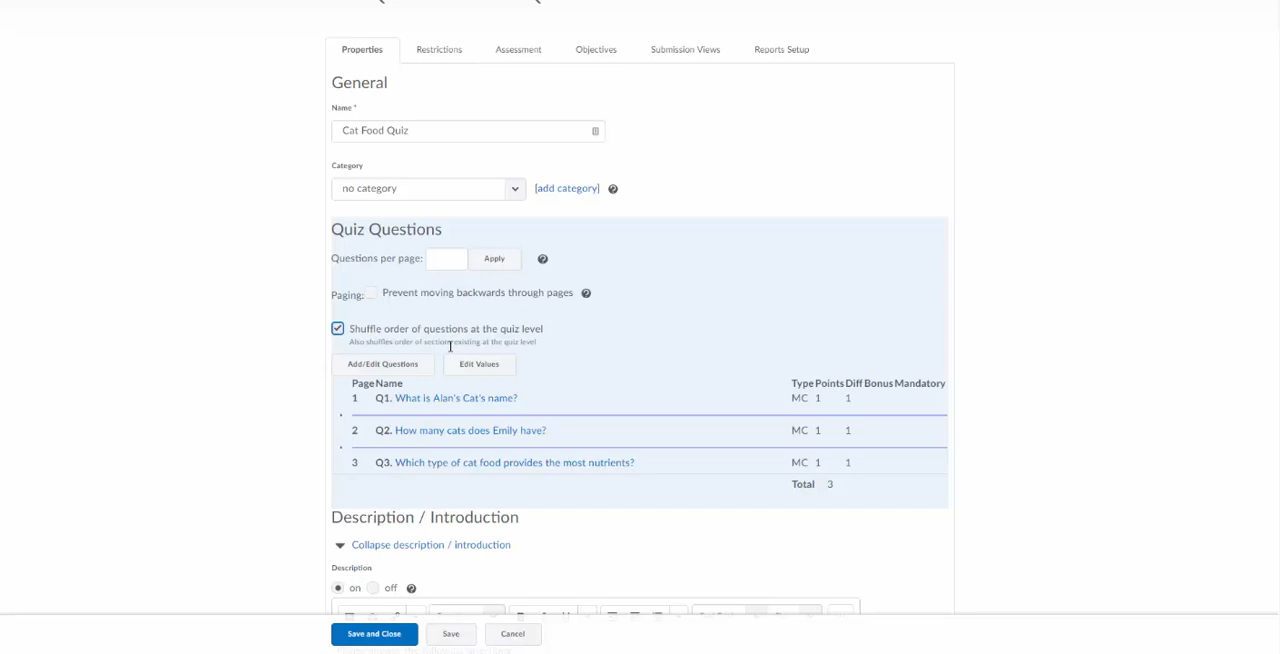 Properties Restrictions Assessment Objectives Submission Views Reports Setup
General
Name *
Cat Food Quiz
Category
no category [add category]
Quiz Questions
Questions per page: Apply
Paging: Prevent moving backwards through pages
Shuffle order of questions at the quiz level
Also shuffles order of sections existing at the quiz level
Add/Edit Questions Edit Values
Page Name Type Points Diff Bonus Mandatory
1 Q1. What is Alan's Cat's name? MC 1 1
2 Q2. How many cats does Emily have? MC 1 1
3 Q3. Which type of cat food provides the most nutrients? MC 1 1
Total 3
Description / Introduction
Collapse description / introduction
Description
on off
Save and Close Save Cancel